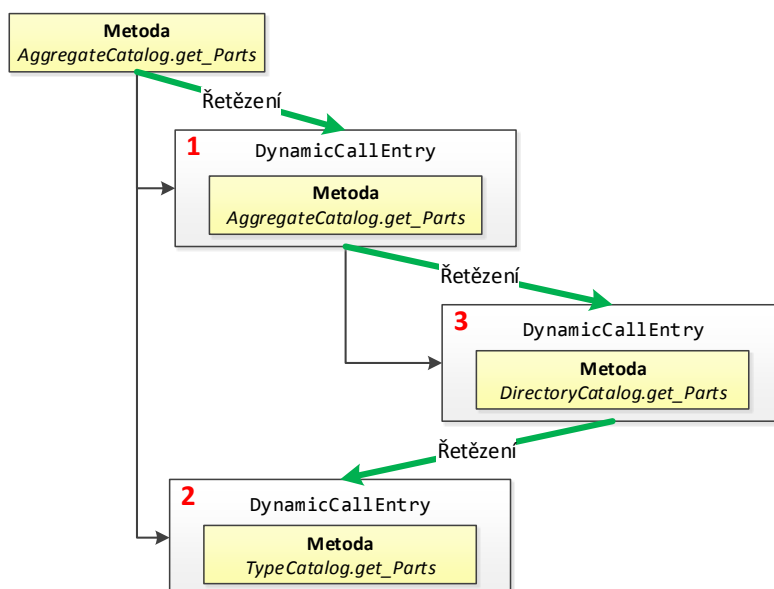 Metoda
AggregateCatalog.get_Parts
Řetězení
1
DynamicCallEntry
Metoda
AggregateCatalog.get_Parts
Řetězení
3
DynamicCallEntry
Metoda
DirectoryCatalog.get_Parts
Řetězení
2
DynamicCallEntry
Metoda
TypeCatalog.get_Parts